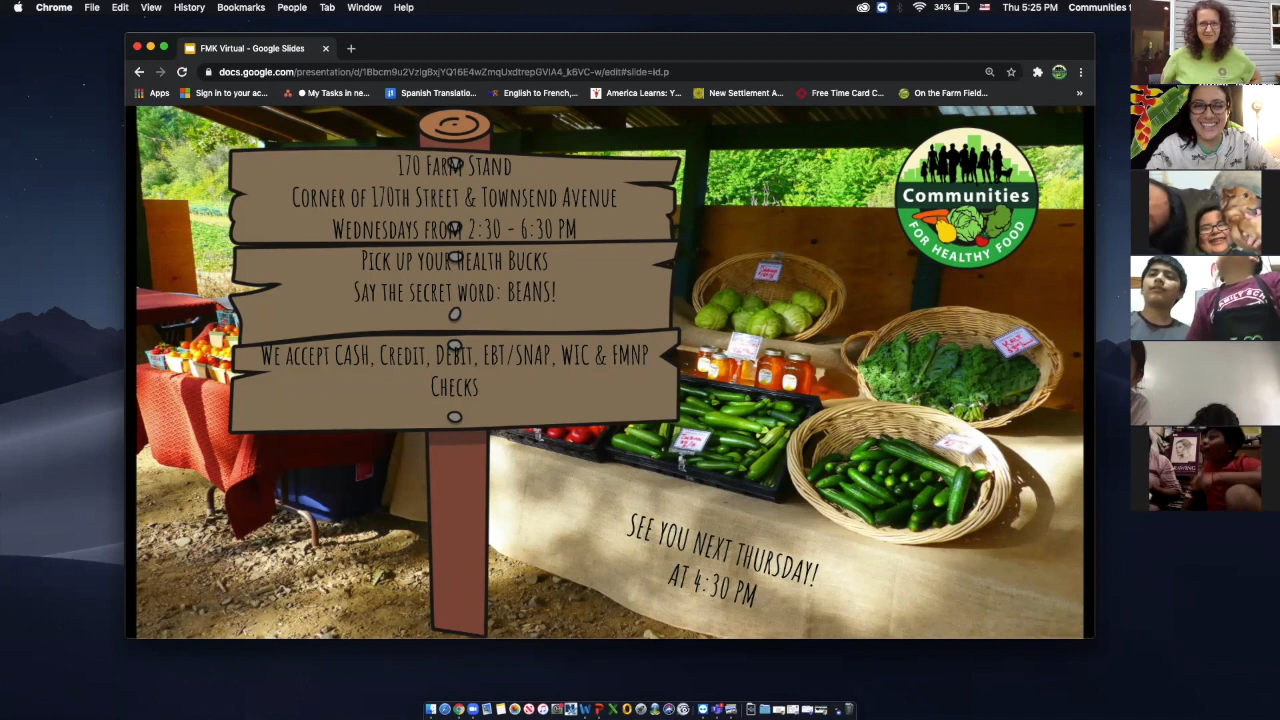 Chrome File Edit View History Bookmarks People Tab Window Help 34% Thu 5:25 PM Communities f
FMK Virtual - Google Slides
docs.google.com/presentation/d/1Bbcm9u2VzlgBxjYQ16E4wZmqUxdtrepGVIA4_k6VC-w/edit#slide=id.p
Apps Sign in to your ac... My Tasks in ne... Spanish Translatio... English to French,... America Learns: Y... New Settlement A... Free Time Card C... On the Farm Field... »
170 Farm Stand
Corner of 170th Street & Townsend Avenue
Wednesdays from 2:30 - 6:30 PM
Pick up your Health Bucks
Say the secret word: BEANS!
We accept CASH, Credit, Debit, EBT/SNAP, WIC & FMNP
Checks
Communities
FOR HEALTHY FOOD
SEE YOU NEXT THURSDAY!
AT 4:30 PM